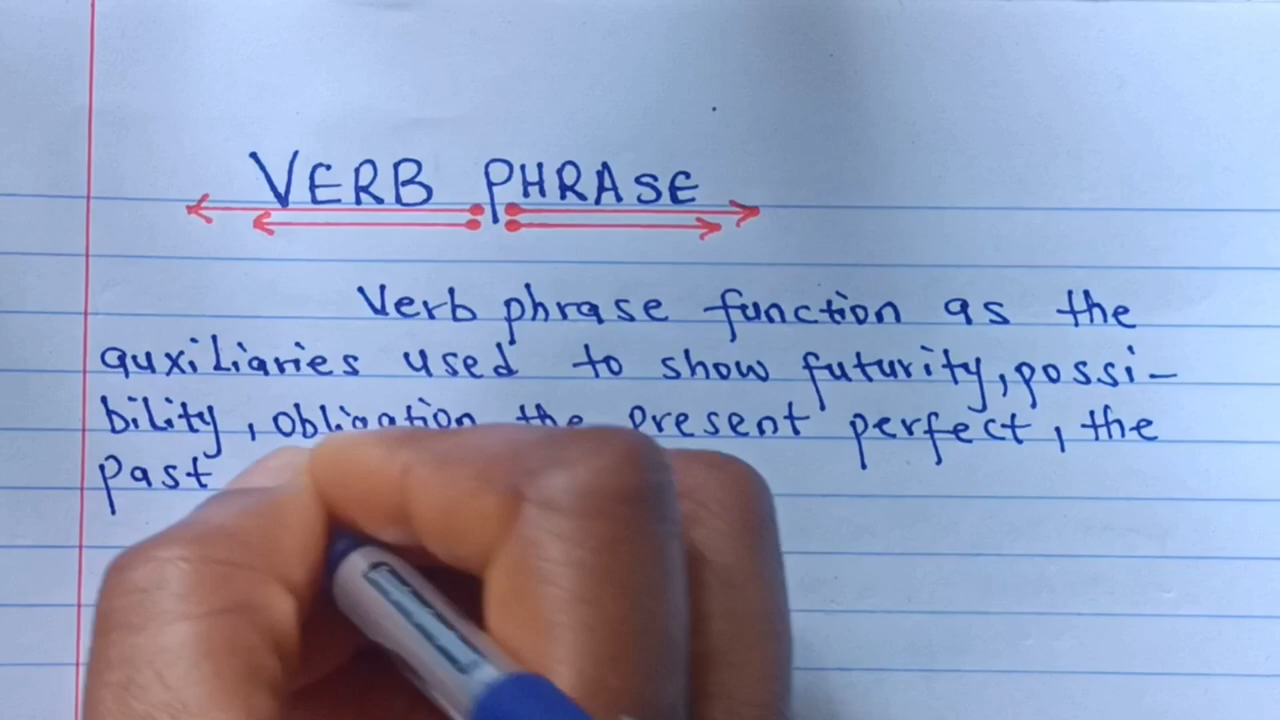 VERB PHRASE
Verb phrase function as the
auxiliaries used to show futurity, possi-
bility, obligation the present perfect, the
past